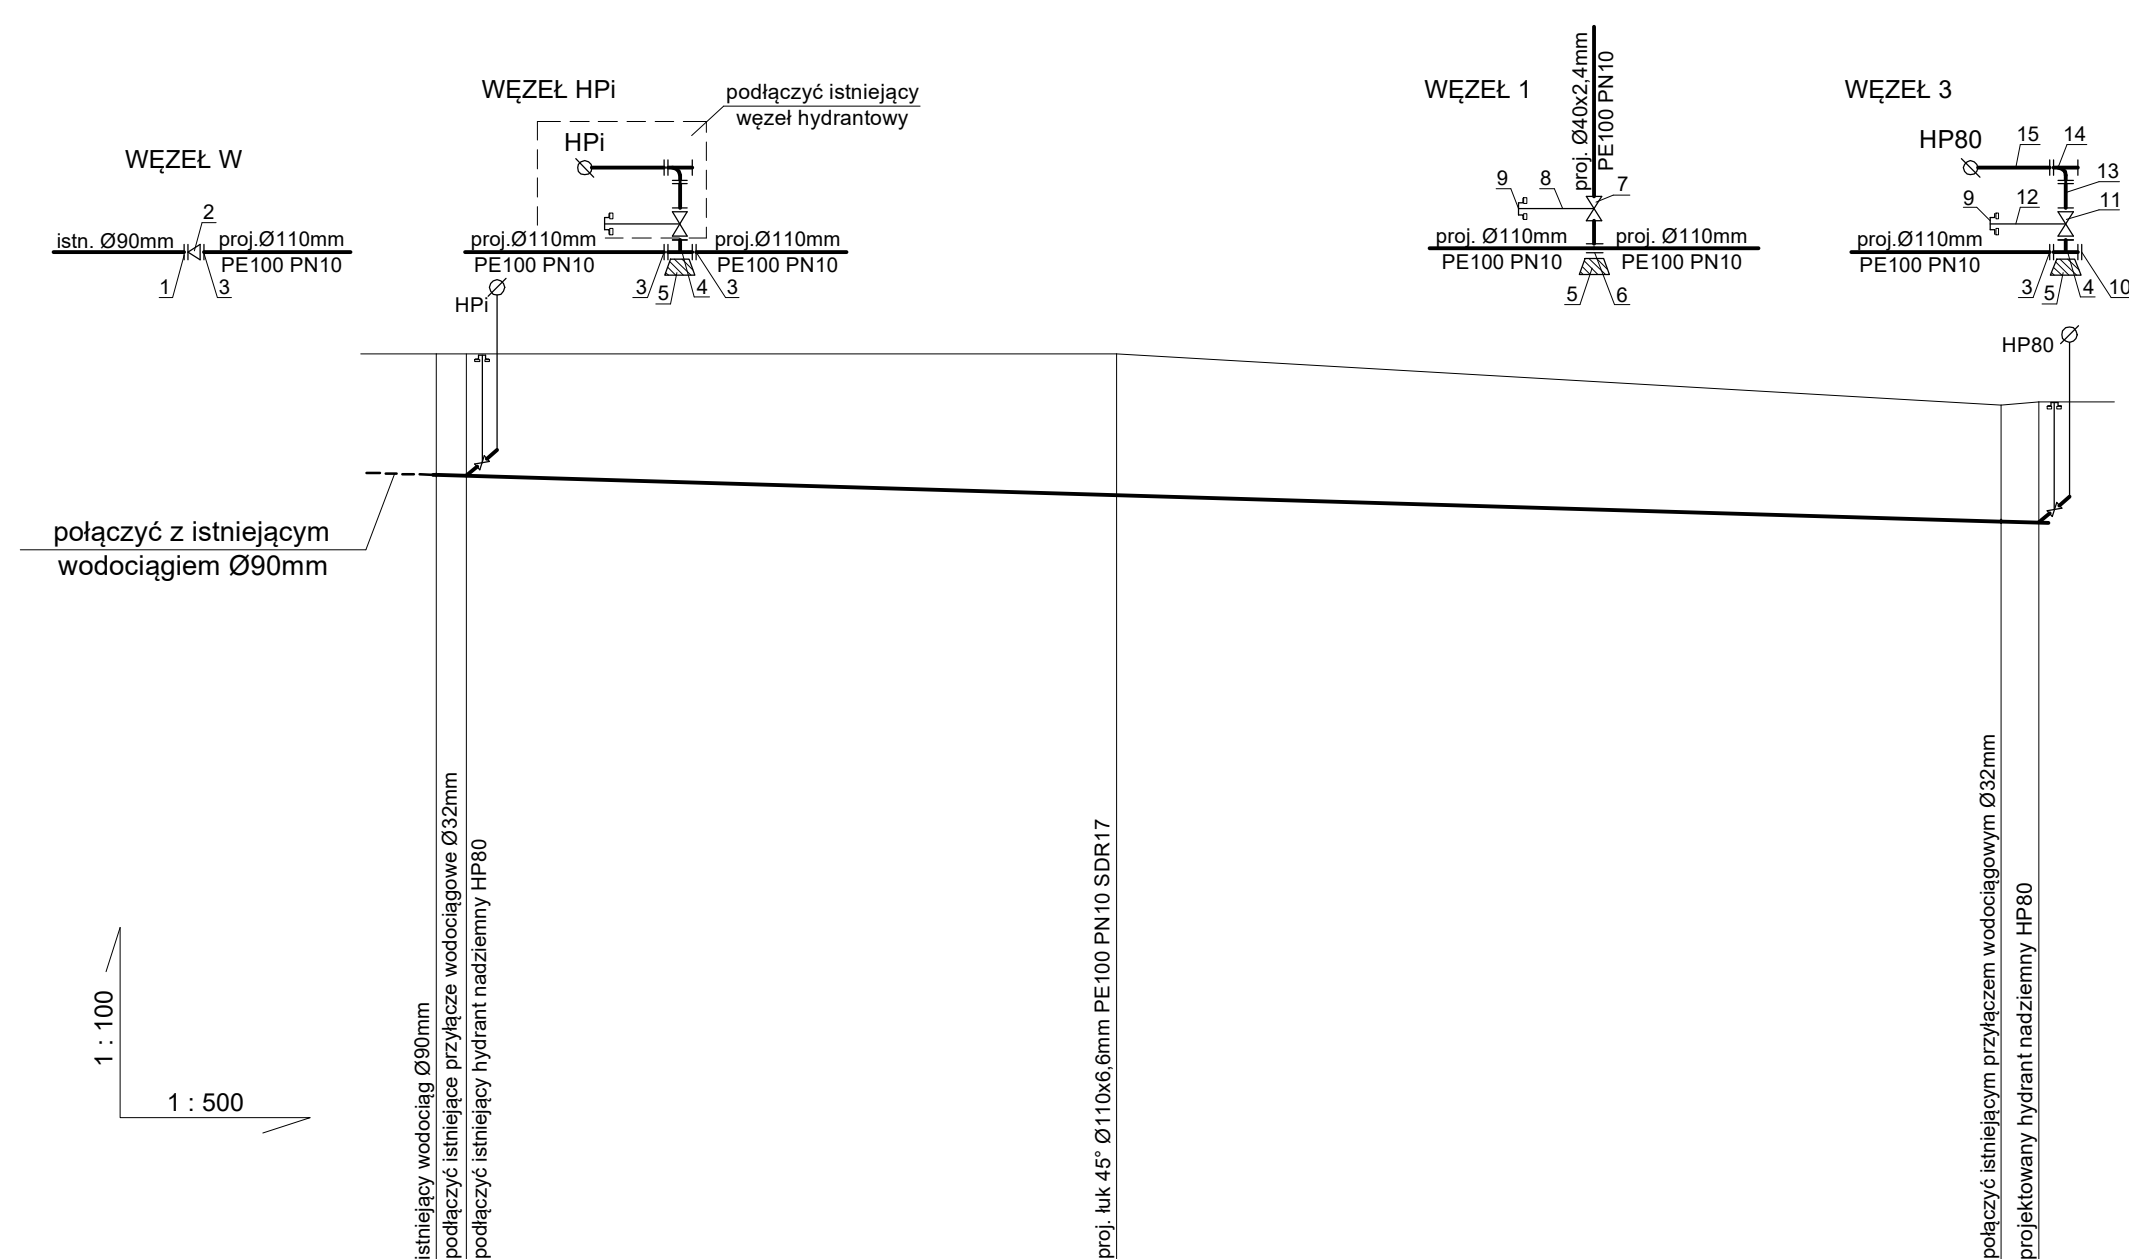 WĘZEŁ W
2
istn. Ø90mm
proj.Ø110mm
PE100 PN10
1
3
WĘZEŁ HPi
podłączyć istniejący
węzeł hydrantowy
HPi
proj.Ø110mm
proj.Ø110mm
PE100 PN10
PE100 PN10
3
5
4
3
WĘZEŁ 1
proj. Ø40x2,4mm
PE100 PN10
9
8
7
proj. Ø110mm
proj. Ø110mm
PE100 PN10
PE100 PN10
5
6
WĘZEŁ 3
HP80
15
14
13
9
12
11
proj.Ø110mm
PE100 PN10
3
5
4
10
HPi
HP80
połączyć z istniejącym
wodociągiem Ø90mm
1 : 100
1 : 500
istniejący wodociąg Ø90mm
podłączyć istniejące przyłącze wodociągowe Ø32mm
podłączyć istniejący hydrant nadziemny HP80
proj. łuk 45° Ø110x6,6mm PE100 PN10 SDR17
połączyć istniejącym przyłączem wodociągowym Ø32mm
projektowany hydrant nadziemny HP80